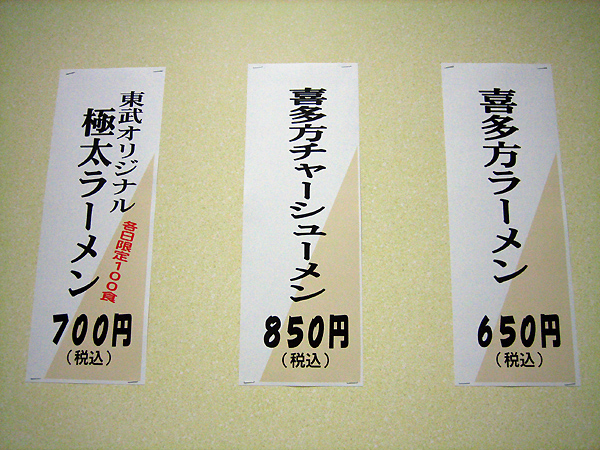 喜多方ラーメン
650円
(税込)
喜多方チャーシューメン
850円
(税込)
東武オリジナル
極太ラーメン
各日限定100食
700円
(税込)